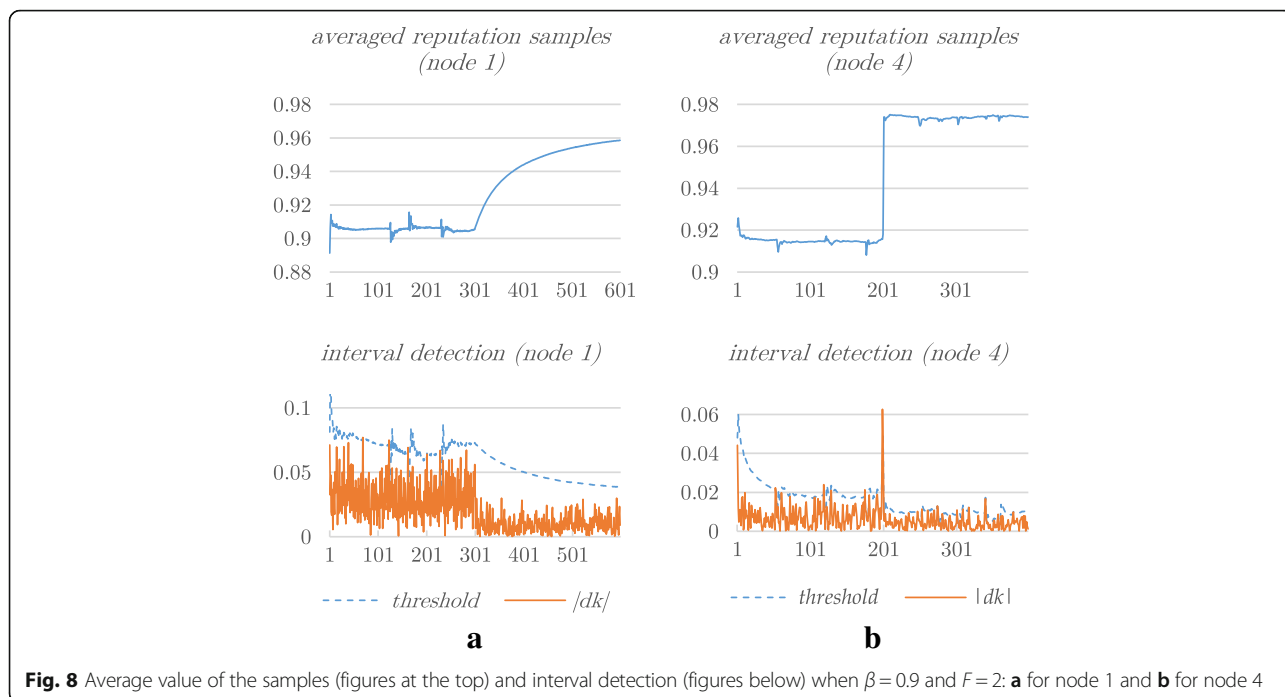 averaged reputation samples
(node 1)
0.98
0.96
0.94
0.92
0.9
0.88
1 101 201 301 401 501 601
averaged reputation samples
(node 4)
0.98
0.96
0.94
0.92
0.9
1 101 201 301
interval detection (node 1)
0.1
0.05
0
1 101 201 301 401 501
threshold |dk|
a
interval detection (node 4)
0.06
0.04
0.02
0
1 101 201 301
threshold |dk|
b
Fig. 8 Average value of the samples (figures at the top) and interval detection (figures below) when β = 0.9 and F = 2: a for node 1 and b for node 4